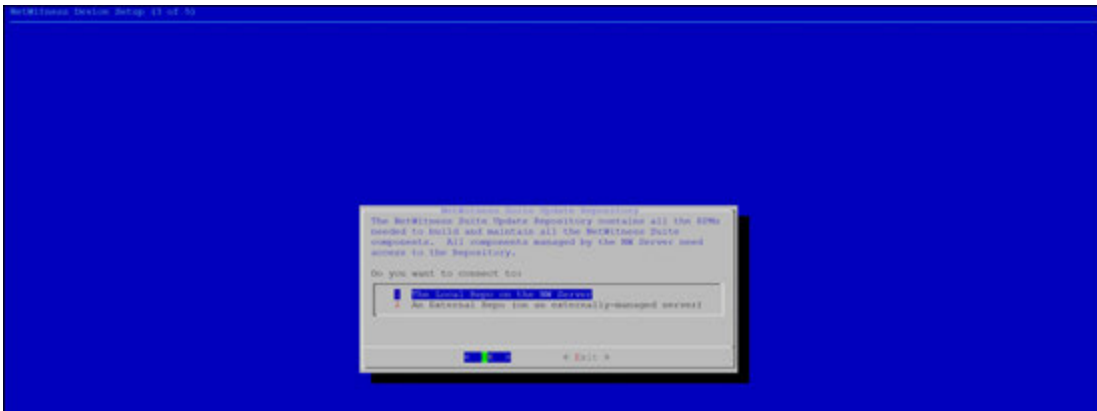 NetWitness Device Setup (3 of 5)
NetWitness Suite Update Repository
The NetWitness Suite Update Repository contains all the RPMs
needed to build and maintain all the NetWitness Suite
components. All components managed by the NW Server need
access to the Repository.
Do you want to connect to:
1 The Local Repo on the NW Server
2 An External Repo (on an externally-managed server)
< OK > < Exit >